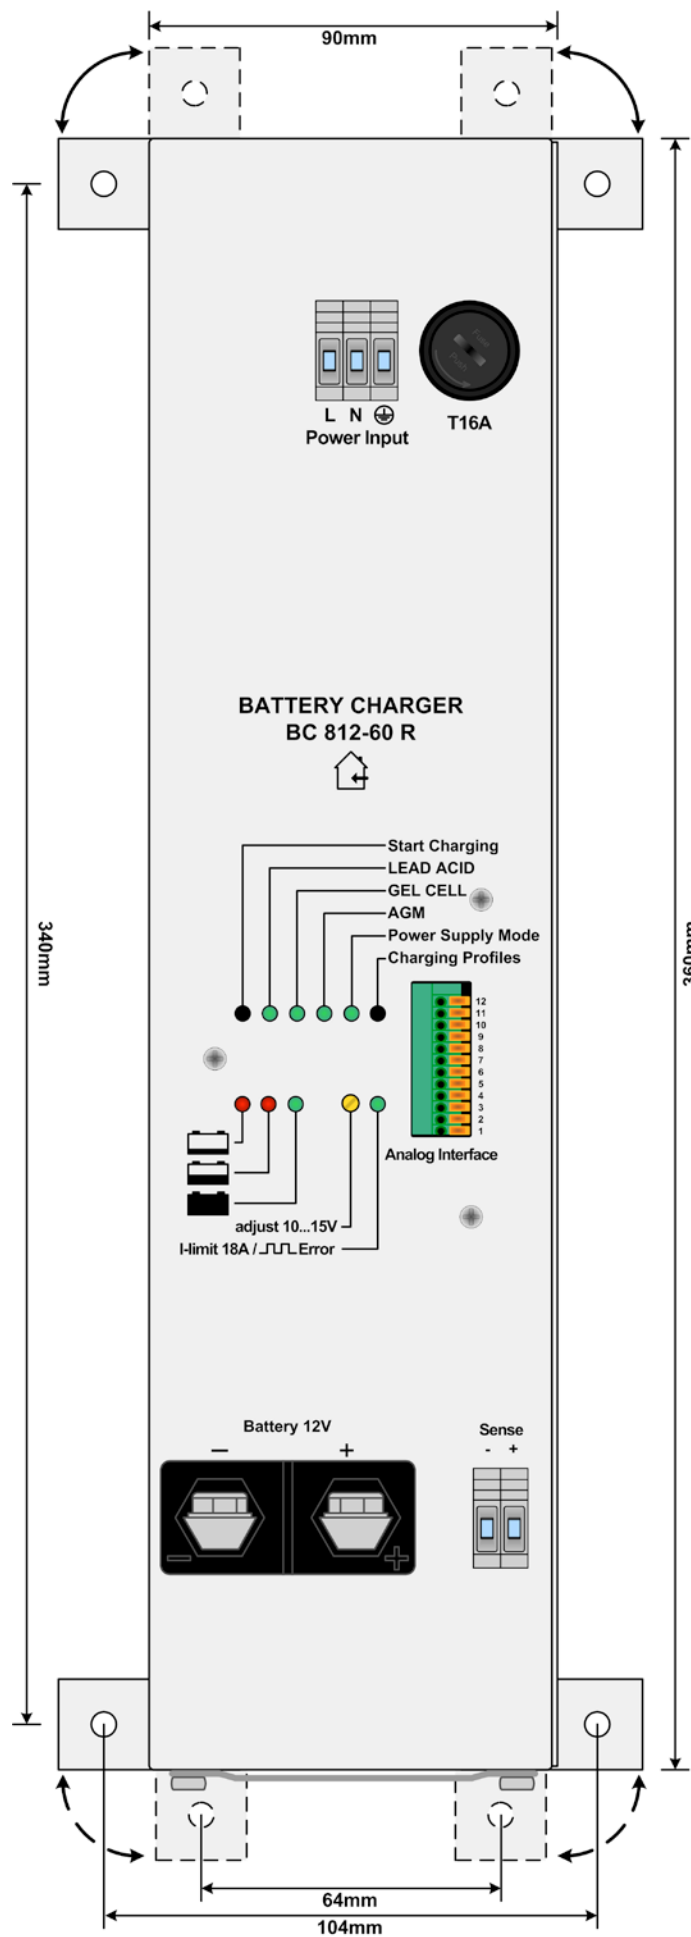 90mm
Fuse
Push
L N
Power Input
T16A
BATTERY CHARGER
BC 812-60 R
Start Charging
LEAD ACID
GEL CELL
AGM
Power Supply Mode
Charging Profiles
340mm
360mm
12
11
10
9
8
7
6
5
4
3
2
1
Analog Interface
adjust 10...15V
I-limit 18A / Error
Battery 12V
− +
Sense
- +
− +
64mm
104mm